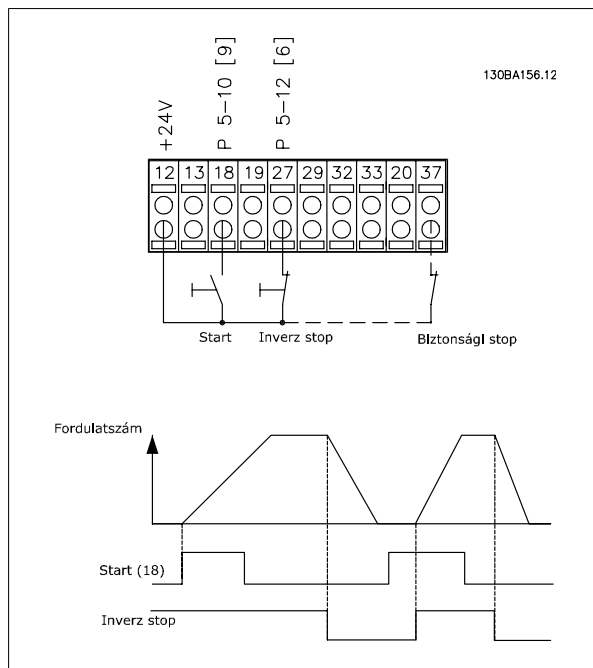 130BA156.12
+24V
P 5-10 [9]
P 5-12 [6]
12 13 18 19 27 29 32 33 20 37
Start
Inverz stop
Biztonsági stop
Fordulatszám
Start (18)
Inverz stop